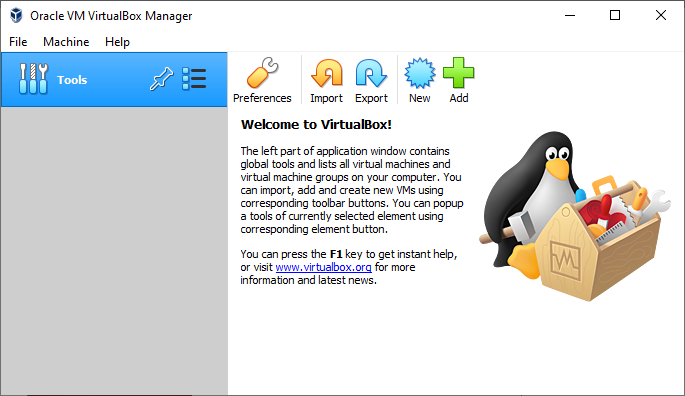 Oracle VM VirtualBox Manager
File Machine Help
Tools
Preferences Import Export New Add
Welcome to VirtualBox!
The left part of application window contains
global tools and lists all virtual machines and
virtual machine groups on your computer. You
can import, add and create new VMs using
corresponding toolbar buttons. You can popup
a tools of currently selected element using
corresponding element button.
You can press the F1 key to get instant help,
or visit www.virtualbox.org for more
information and latest news.